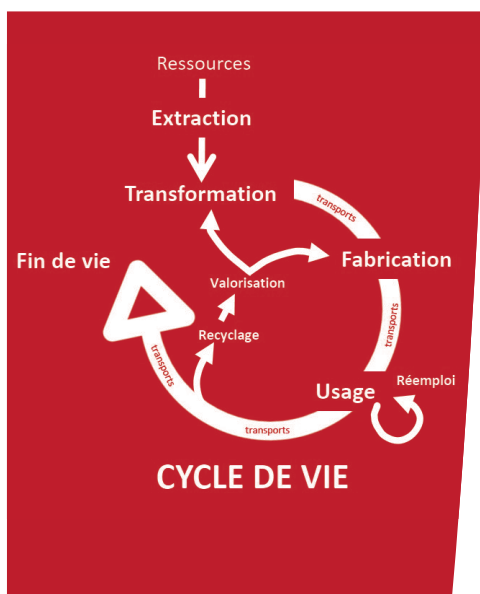 Ressources
Extraction
Transformation
transports
Fin de vie
Fabrication
Valorisation
transports
Recyclage
transports
Usage
Réemploi
transports
CYCLE DE VIE